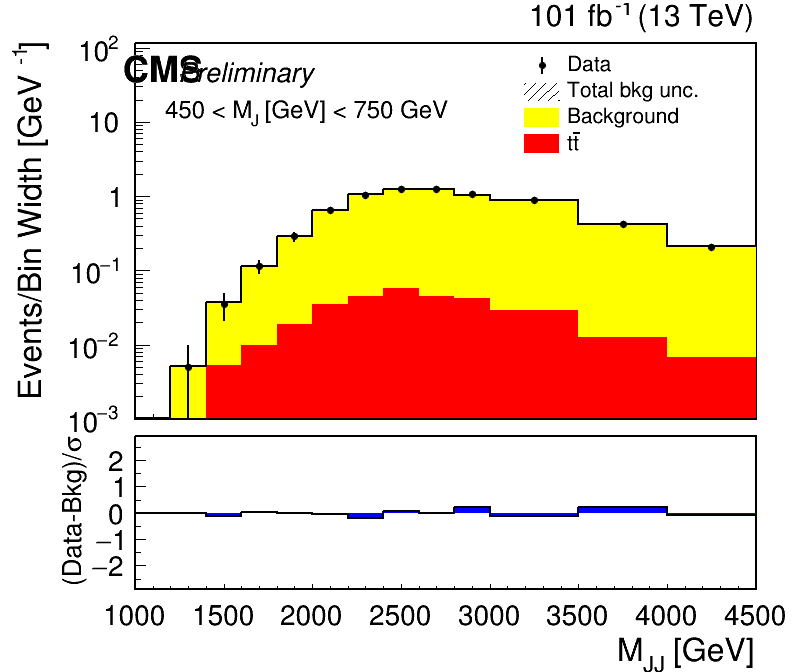 101 fb⁻¹ (13 TeV)
CMS Preliminary
450 < M_J [GeV] < 750 GeV
Data
Total bkg unc.
Background
tt̄
Events/Bin Width [GeV⁻¹]
10²
10
1
10⁻¹
10⁻²
10⁻³
(Data-Bkg)/σ
2
1
0
−1
−2
1000 1500 2000 2500 3000 3500 4000 4500
M_JJ [GeV]